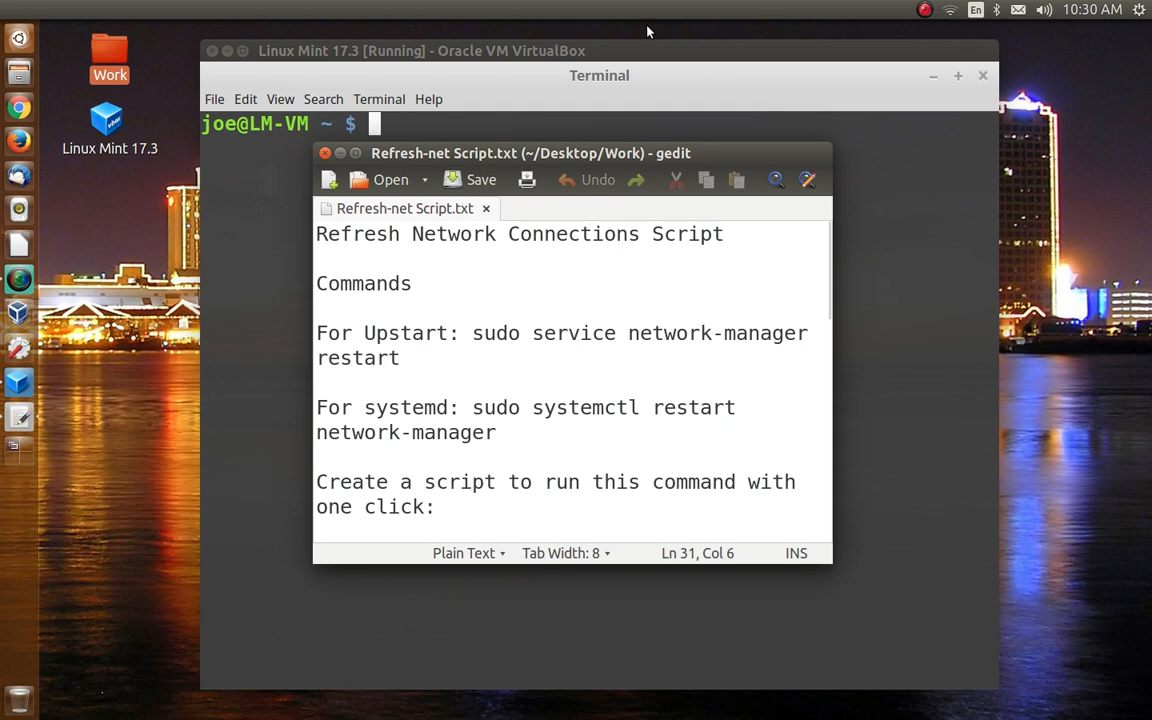 En
10:30 AM
Linux Mint 17.3 [Running] - Oracle VM VirtualBox
Work
Linux Mint 17.3
Terminal
File Edit View Search Terminal Help
joe@LM-VM ~ $
Refresh-net Script.txt (~/Desktop/Work) - gedit
Open Save Undo
Refresh-net Script.txt ×
Refresh Network Connections Script
Commands
For Upstart: sudo service network-manager
restart
For systemd: sudo systemctl restart
network-manager
Create a script to run this command with
one click:
Plain Text Tab Width: 8 Ln 31, Col 6 INS